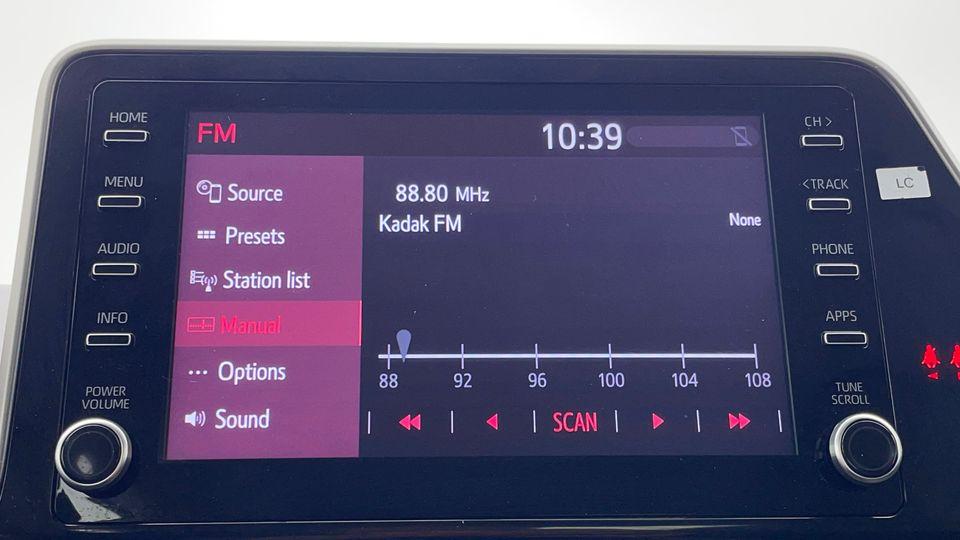 HOME
MENU
AUDIO
INFO
POWER
VOLUME
FM
10:39
Source
Presets
Station list
Manual
Options
Sound
88.80 MHz
Kadak FM
None
88 92 96 100 104 108
SCAN
CH >
<TRACK
PHONE
APPS
TUNE
SCROLL
LC